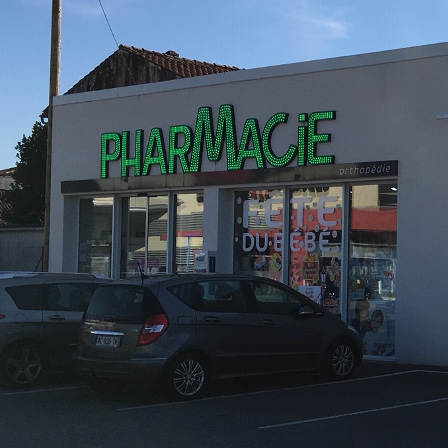 PHARMACiE
orthopédie
FÊTE
DU BÉBÉ